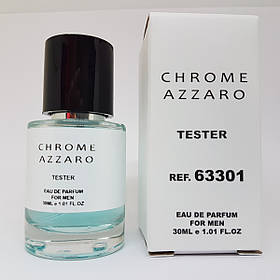 CHROME
AZZARO
TESTER
EAU DE PARFUM
FOR MEN
30ML e 1.01 FL.OZ
CHROME
AZZARO
TESTER
REF. 63301
EAU DE PARFUM
FOR MEN
30ML e 1.01 FL.OZ